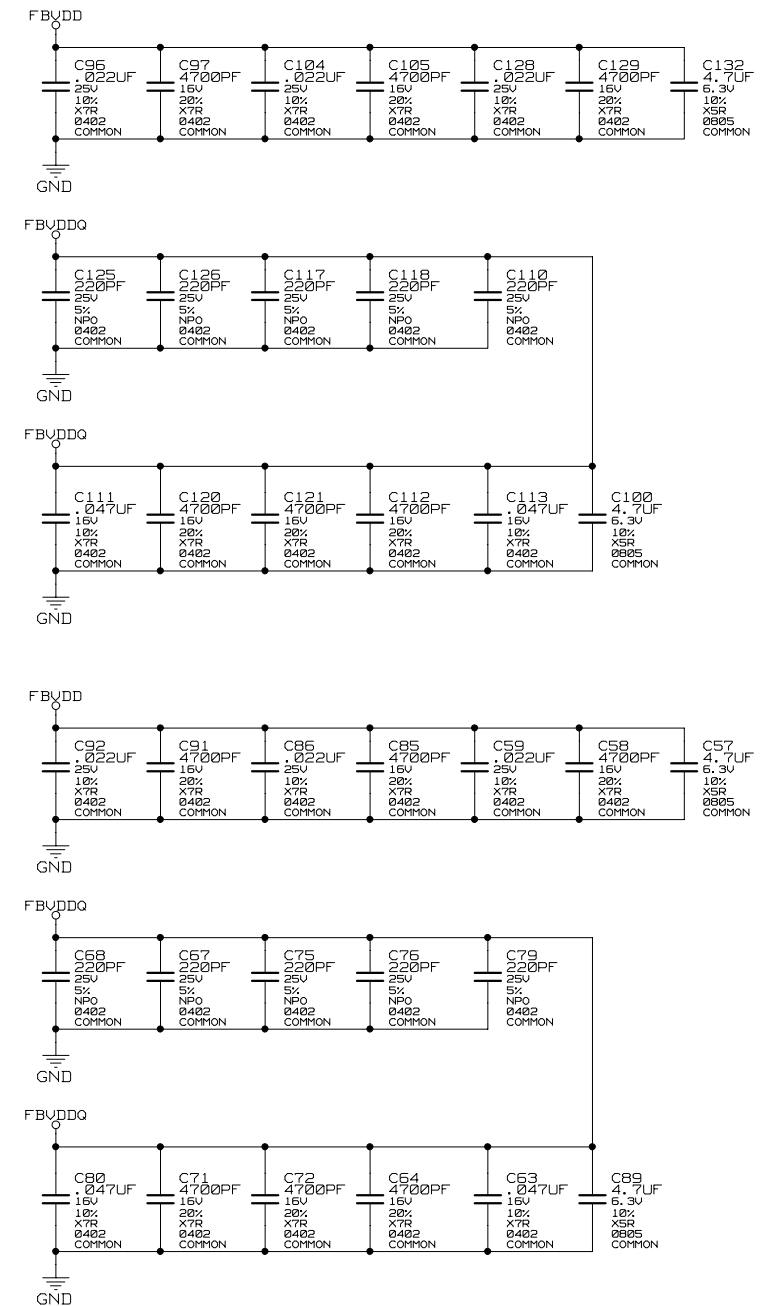 FBVDD
C96 C97 C104 C105 C128 C129 C132
.022UF 4700PF .022UF 4700PF .022UF 4700PF 4.7UF
25V 16V 25V 16V 25V 16V 6.3V
10% 20% 10% 20% 10% 20% 10%
X7R X7R X7R X7R X7R X7R X5R
0402 0402 0402 0402 0402 0402 0805
COMMON COMMON COMMON COMMON COMMON COMMON COMMON
GND
FBVDDQ
C125 C126 C117 C118 C110
220PF 220PF 220PF 220PF 220PF
25V 25V 25V 25V 25V
5% 5% 5% 5% 5%
NPO NPO NPO NPO NPO
0402 0402 0402 0402 0402
COMMON COMMON COMMON COMMON COMMON
GND
FBVDDQ
C111 C120 C121 C112 C113 C100
.047UF 4700PF 4700PF 4700PF .047UF 4.7UF
16V 16V 16V 16V 16V 6.3V
10% 20% 20% 20% 10% 10%
X7R X7R X7R X7R X7R X5R
0402 0402 0402 0402 0402 0805
COMMON COMMON COMMON COMMON COMMON COMMON
GND
FBVDD
C92 C91 C86 C85 C59 C58 C57
.022UF 4700PF .022UF 4700PF .022UF 4700PF 4.7UF
25V 16V 25V 16V 25V 16V 6.3V
10% 20% 10% 20% 10% 20% 10%
X7R X7R X7R X7R X7R X7R X5R
0402 0402 0402 0402 0402 0402 0805
COMMON COMMON COMMON COMMON COMMON COMMON COMMON
GND
FBVDDQ
C68 C67 C75 C76 C79
220PF 220PF 220PF 220PF 220PF
25V 25V 25V 25V 25V
5% 5% 5% 5% 5%
NPO NPO NPO NPO NPO
0402 0402 0402 0402 0402
COMMON COMMON COMMON COMMON COMMON
GND
FBVDDQ
C80 C71 C72 C64 C63 C89
.047UF 4700PF 4700PF 4700PF .047UF 4.7UF
16V 16V 16V 16V 16V 6.3V
10% 20% 20% 20% 10% 10%
X7R X7R X7R X7R X7R X5R
0402 0402 0402 0402 0402 0805
COMMON COMMON COMMON COMMON COMMON COMMON
GND